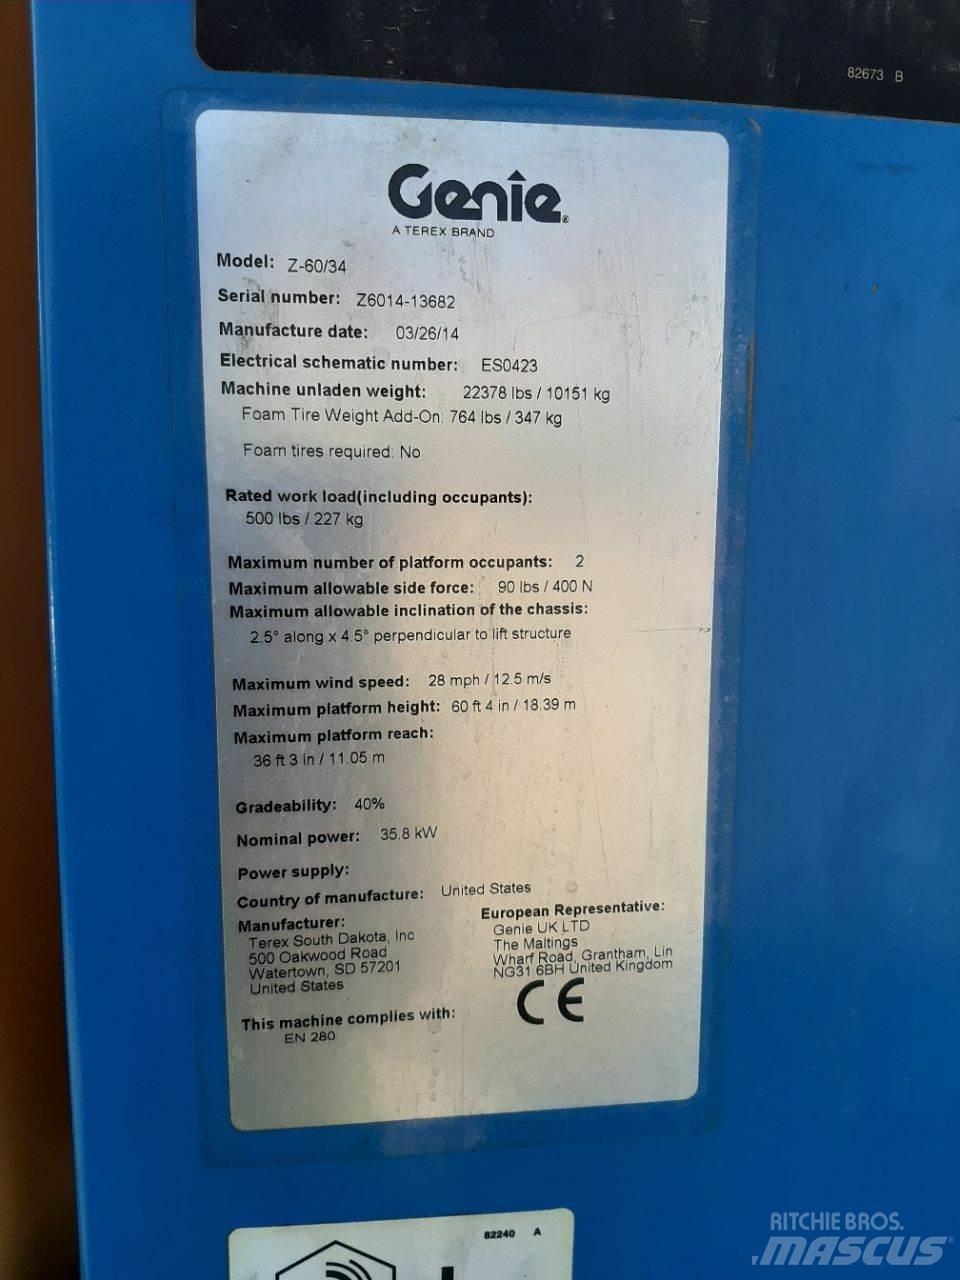 82673 B
Genie®
A TEREX BRAND
Model: Z-60/34
Serial number: Z6014-13682
Manufacture date: 03/26/14
Electrical schematic number: ES0423
Machine unladen weight: 22378 lbs / 10151 kg
Foam Tire Weight Add-On: 764 lbs / 347 kg
Foam tires required: No
Rated work load(including occupants):
500 lbs / 227 kg
Maximum number of platform occupants: 2
Maximum allowable side force: 90 lbs / 400 N
Maximum allowable inclination of the chassis:
2.5° along x 4.5° perpendicular to lift structure
Maximum wind speed: 28 mph / 12.5 m/s
Maximum platform height: 60 ft 4 in / 18.39 m
Maximum platform reach:
36 ft 3 in / 11.05 m
Gradeability: 40%
Nominal power: 35.8 kW
Power supply:
Country of manufacture: United States
Manufacturer:
Terex South Dakota, Inc
500 Oakwood Road
Watertown, SD 57201
United States
European Representative:
Genie UK LTD
The Maltings
Wharf Road, Grantham, Lin
NG31 6BH United Kingdom
CE
This machine complies with:
EN 280
82240 A
RITCHIE BROS.
MASCUS